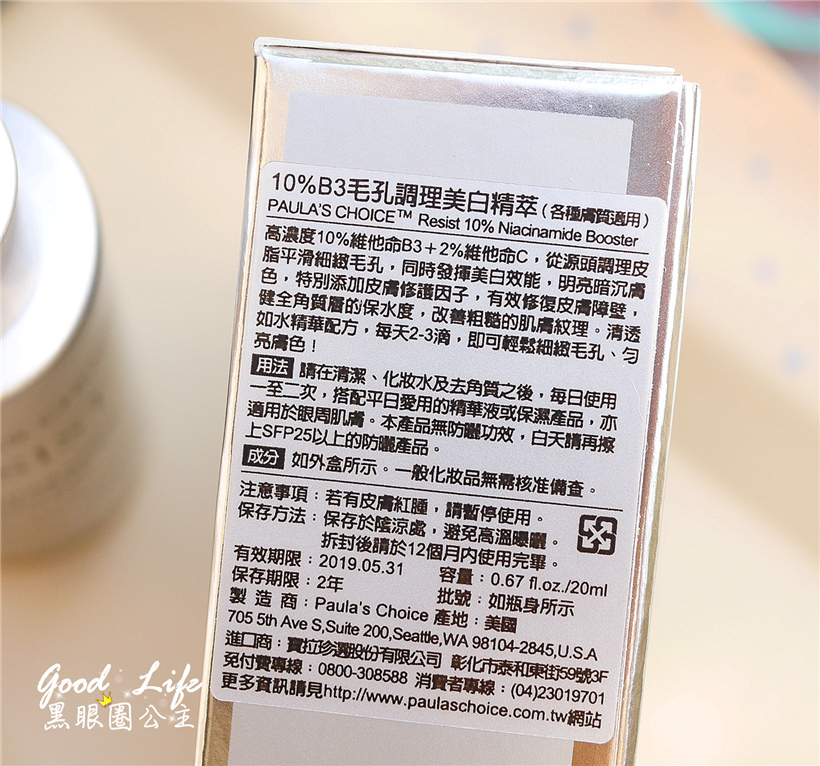 10%B3毛孔調理美白精萃(各種膚質適用)
PAULA'S CHOICE™ Resist 10% Niacinamide Booster
高濃度10%維他命B3+2%維他命C,從源頭調理皮
脂平滑細緻毛孔,同時發揮美白效能,明亮暗沉膚
色,特別添加皮膚修護因子,有效修復皮膚障壁,
健全角質層的保水度,改善粗糙的肌膚紋理。清透
如水精華配方,每天2-3滴,即可輕鬆細緻毛孔、勻
亮膚色!
用法 請在清潔、化妝水及去角質之後,每日使用
一至二次,搭配平日愛用的精華液或保濕產品,亦
適用於眼周肌膚。本產品無防曬功效,白天請再擦
上SFP25以上的防曬產品。
成分 如外盒所示。一般化妝品無需核准備查。
注意事項:若有皮膚紅腫,請暫停使用。
保存方法:保存於陰涼處,避免高溫曝曬。
拆封後請於12個月內使用完畢。
有效期限:2019.05.31 容量:0.67 fl.oz./20ml
保存期限:2年 批號:如瓶身所示
製造商:Paula's Choice 產地:美國
705 5th Ave S,Suite 200,Seattle,WA 98104-2845,U.S.A
進口商:寶拉珍選股份有限公司 彰化市泰和東街59號3F
免付費專線:0800-308588 消費者專線:(04)23019701
更多資訊請見http://www.paulaschoice.com.tw網站
Good Life
黑眼圈公主